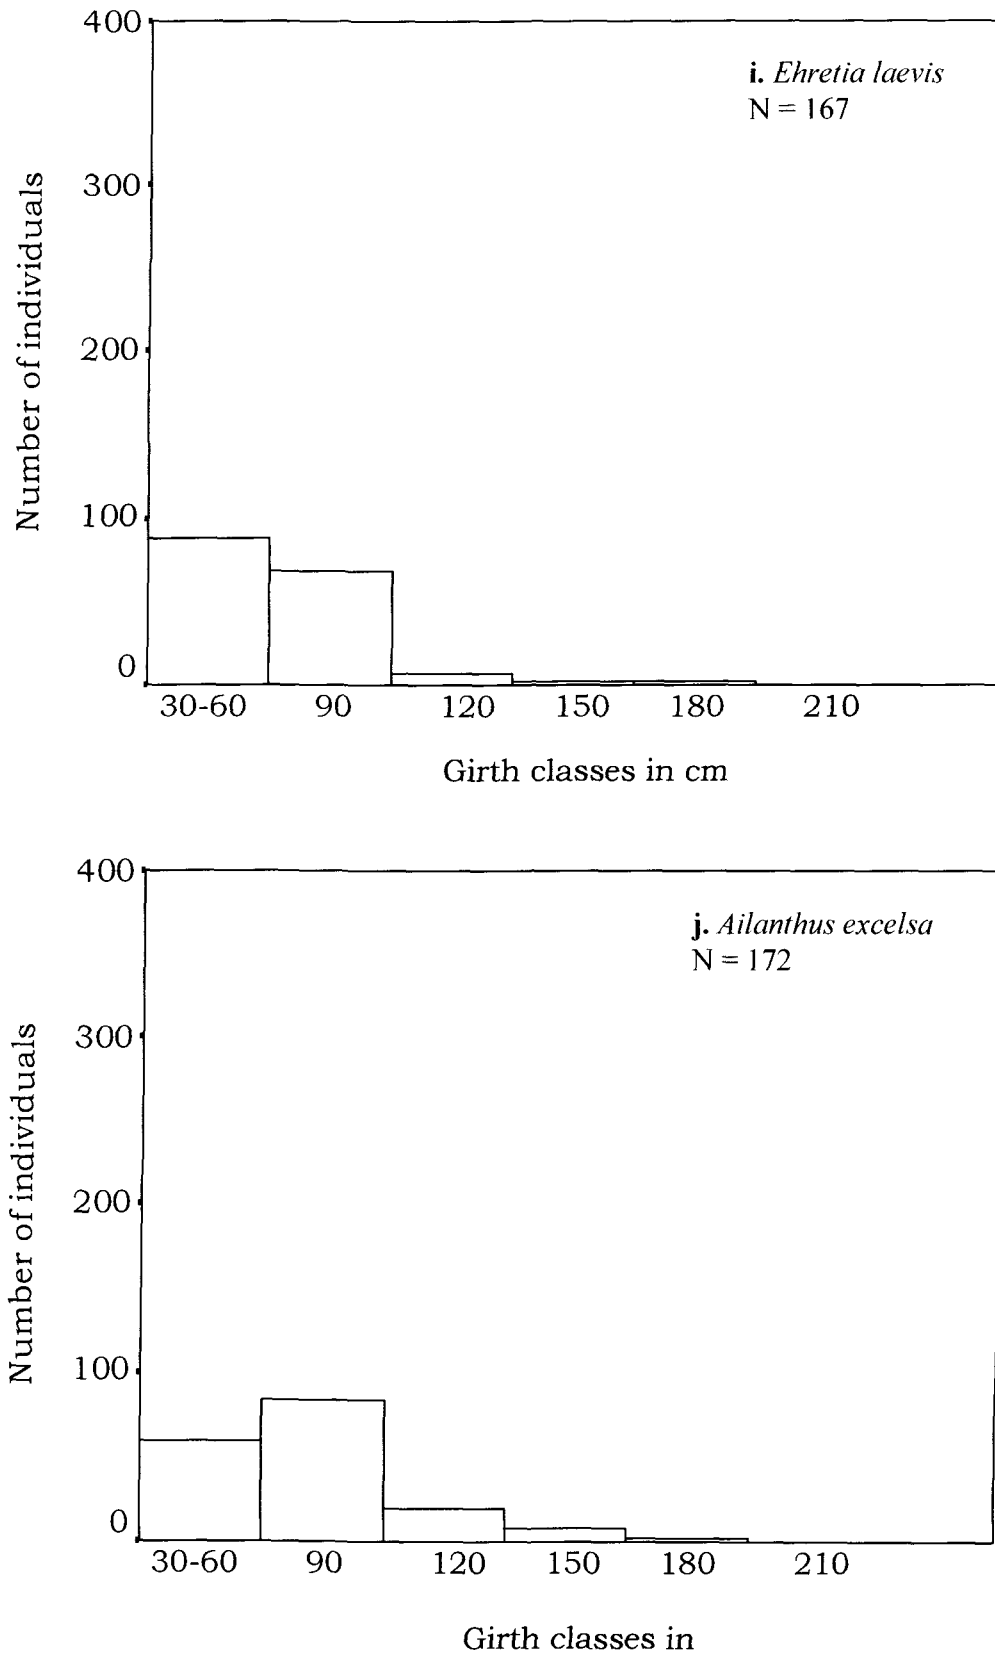 400
i. Ehretia laevis
N = 167
300
200
100
0
Number of individuals
30-60 90 120 150 180 210
Girth classes in cm
400
j. Ailanthus excelsa
N = 172
300
200
100
0
Number of individuals
30-60 90 120 150 180 210
Girth classes in